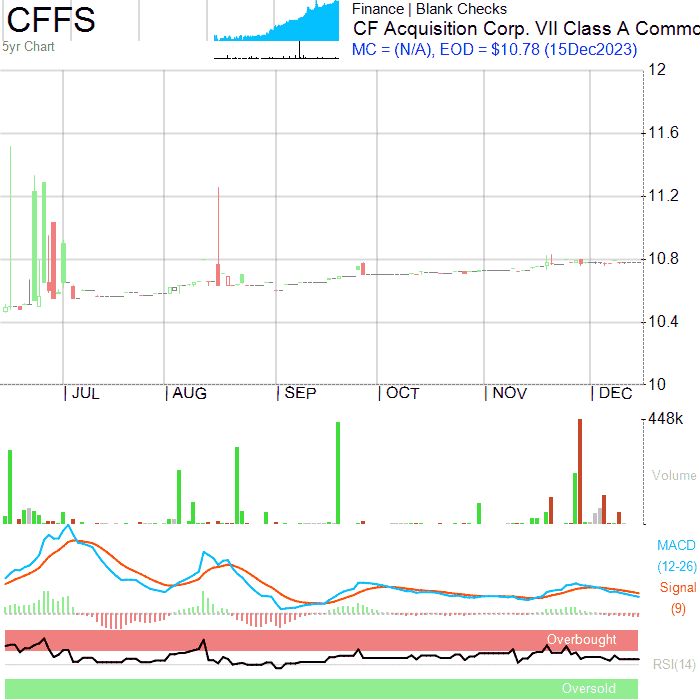 CFFS
5yr Chart
Finance | Blank Checks
CF Acquisition Corp. VII Class A Commo
MC = (N/A), EOD = $10.78 (15Dec2023)
12
11.6
11.2
10.8
10.4
10
JUL AUG SEP OCT NOV DEC
448k
Volume
MACD
(12-26)
Signal
(9)
Overbought
RSI(14)
Oversold